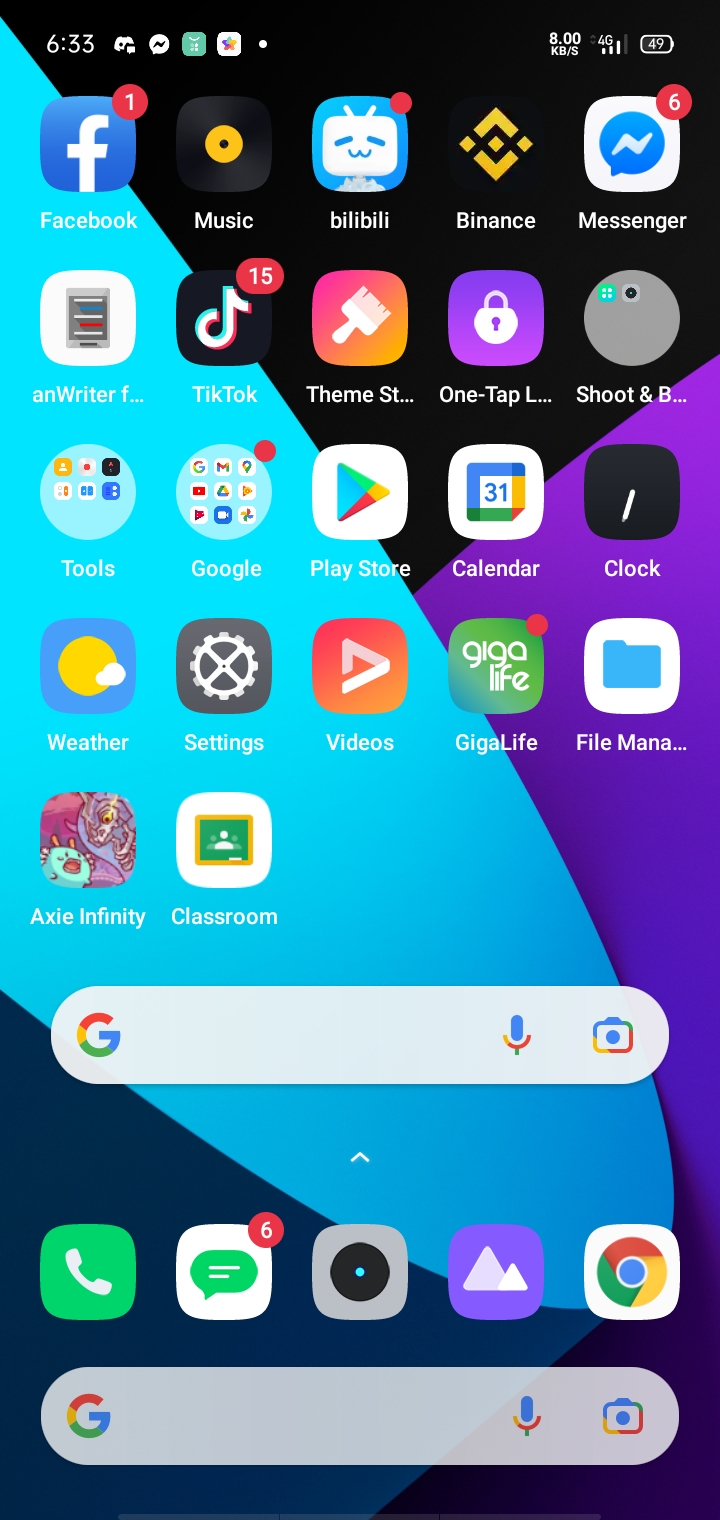 6:33
8.00 KB/S 4G 49
1
6
Facebook Music bilibili Binance Messenger
15
anWriter f... TikTok Theme St... One-Tap L... Shoot & B...
31
Tools Google Play Store Calendar Clock
giga
life
Weather Settings Videos GigaLife File Mana...
Axie Infinity Classroom
6